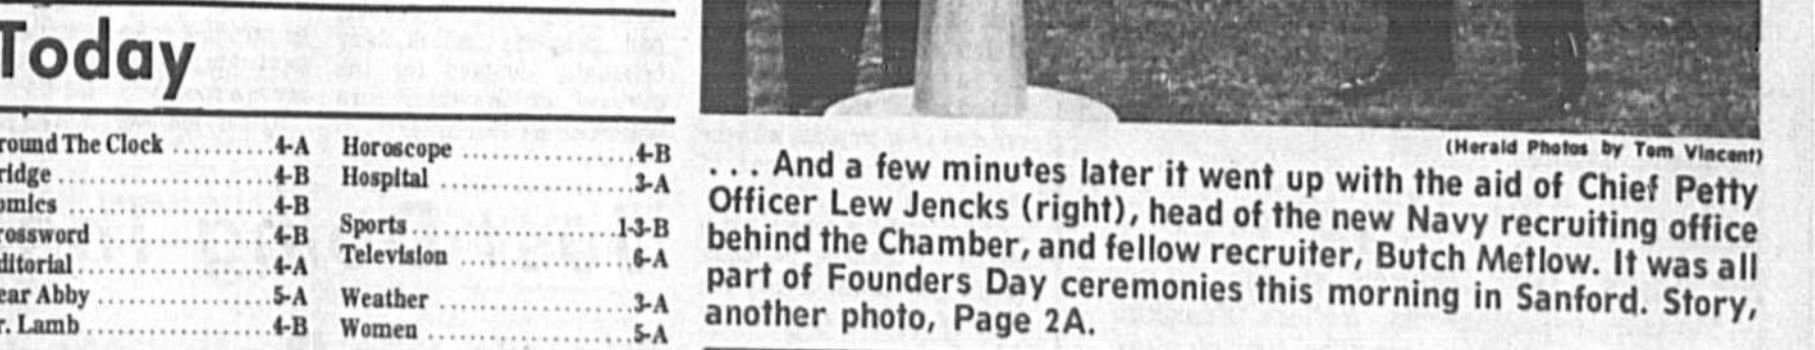 Today
round The Clock ......... 4-A
ridge ......... 4-B
omics ......... 4-B
rossword ......... 4-B
ditorial ......... 4-A
ear Abby ......... 5-A
r. Lamb ......... 4-B
Horoscope ......... 4-B
Hospital ......... 3-A
Sports ......... 1-3-B
Television ......... 6-A
Weather ......... 3-A
Women ......... 5-A
(Herald Photos by Tom Vincent)
. . . And a few minutes later it went up with the aid of Chief Petty
Officer Lew Jencks (right), head of the new Navy recruiting office
behind the Chamber, and fellow recruiter, Butch Metlow. It was all
part of Founders Day ceremonies this morning in Sanford. Story,
another photo, Page 2A.